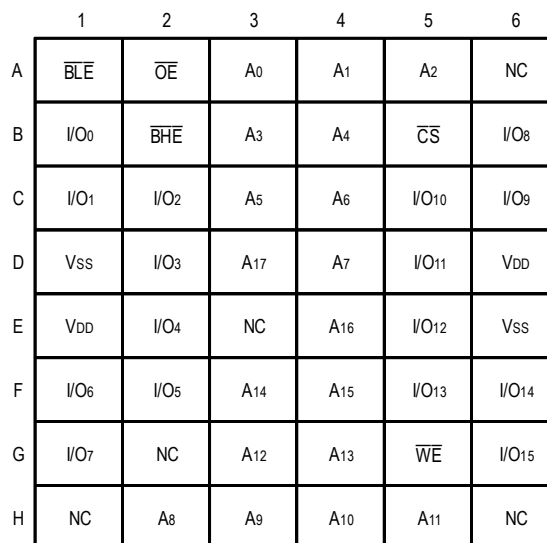 1 2 3 4 5 6
A BLE OE A0 A1 A2 NC
B I/O0 BHE A3 A4 CS I/O8
C I/O1 I/O2 A5 A6 I/O10 I/O9
D VSS I/O3 A17 A7 I/O11 VDD
E VDD I/O4 NC A16 I/O12 VSS
F I/O6 I/O5 A14 A15 I/O13 I/O14
G I/O7 NC A12 A13 WE I/O15
H NC A8 A9 A10 A11 NC